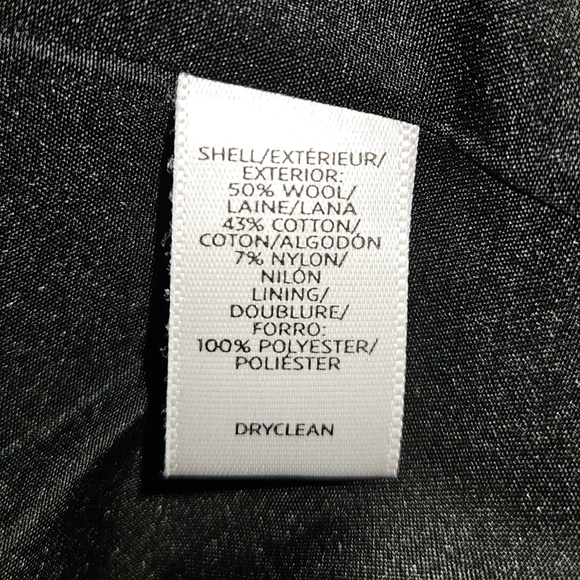 SHELL/EXTÉRIEUR/
EXTERIOR:
50% WOOL/
LAINE/LANA
43% COTTON/
COTON/ALGODÓN
7% NYLON/
NILÓN
LINING/
DOUBLURE/
FORRO:
100% POLYESTER/
POLIÉSTER
DRYCLEAN